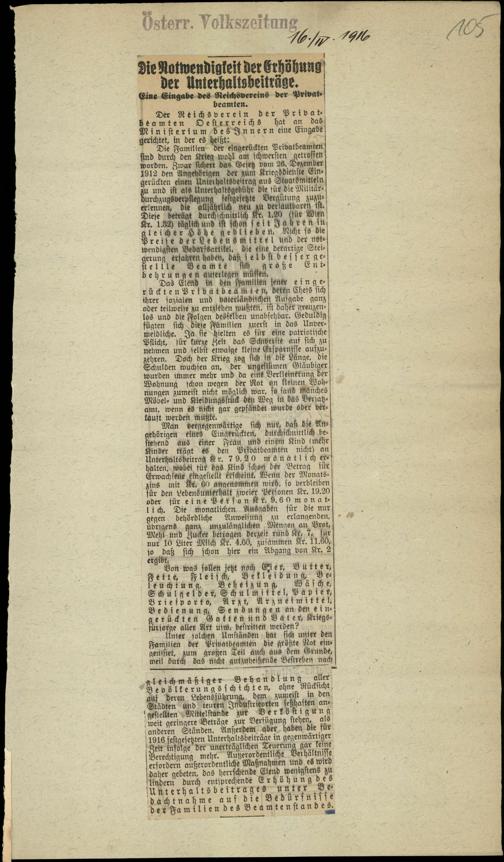 Österr. Volkszeitung
16./IV. 1916
105
Die Notwendigkeit der Erhöhung
der Unterhaltsbeiträge.
Eine Eingabe des Reichsvereins der Privat-
beamten.
Der Reichsverein der Privat-
beamten Oesterreichs hat an das
Ministerium des Innern eine Eingabe
gerichtet, in der es heißt:
Die Familien der eingerückten Privatbeamten
sind durch den Krieg wohl am schwersten getroffen
worden. Zwar sichert das Gesetz vom 26. Dezember
1912 den Angehörigen der zum Kriegsdienste Ein-
gerückten einen Unterhaltsbeitrag aus Staatsmitteln
zu und ist als Unterhaltsgebühr die für die Militär-
durchzugsverpflegung festgesetzte Vergütung zuzu-
erkennen, die alljährlich neu zu verlautbaren ist.
Diese beträgt durchschnittlich Kr. 1.20 (für Wien
Kr. 1.32) täglich und ist schon seit Jahren in
gleicher Höhe geblieben. Nicht so die
Preise der Lebensmittel und der not-
wendigsten Bedarfsartikel, die eine derartige Stei-
gerung erfahren haben, daß selbst besser ge-
stellte Beamte sich große Ent-
behrungen auferlegen müssen.
Das Elend in den Familien jener einge-
rückten Privatbeamten, deren Chefs sich
ihrer sozialen und vaterländischen Aufgabe ganz
oder teilweise zu entziehen wußten, ist daher grenzen-
los und die Folgen desselben unabsehbar. Geduldig
fügten sich diese Familien zuerst in das Unver-
meidliche. Ja sie hielten es für eine patriotische
Pflicht, für kurze Zeit das Schwerste auf sich zu
nehmen und selbst etwaige kleine Ersparnisse aufzu-
zehren. Doch der Krieg zog sich in die Länge, die
Schulden wuchsen an, der ungestümen Gläubiger
wurden immer mehr und da eine Verkleinerung der
Wohnung schon wegen der Not an kleinen Woh-
nungen zumeist nicht möglich war, so fand manches
Möbel- und Kleidungsstück den Weg in das Versatz-
amt, wenn es nicht gar gepfändet wurde oder ver-
kauft werden mußte.
Man vergegenwärtige sich nur, daß die An-
gehörigen eines Eingerückten, durchschnittlich be-
stehend aus einer Frau und einem Kind (mehr
Kinder trägt es den Privatbeamten nicht) an
Unterhaltsbeitrag Kr. 79.20 monatlich er-
halten, wobei für das Kind schon der Betrag für
Erwachsene eingestellt erscheint. Wenn der Monats-
zins mit Kr. 60 angenommen wird, so verbleiben
für den Lebensunterhalt zweier Personen Kr. 19.20
oder für eine Person Kr. 9.60 monat-
lich. Die monatlichen Ausgaben für die nur
gegen behördliche Anweisung zu erlangenden,
übrigens ganz unzulänglichen Mengen an Brot,
Mehl und Zucker betragen derzeit rund Kr. 7, für
nur 10 Liter Milch Kr. 4.60, zusammen Kr. 11.60,
so daß sich schon hier ein Abgang von Kr. 2
ergibt.
Von was sollen jetzt noch Eier, Butter,
Fette, Fleisch, Bekleidung, Be-
leuchtung, Beheizung, Wäsche,
Schulgelder, Schulmittel, Papier,
Briefporto, Arzt, Arzneimittel,
Bedienung, Sendungen an den ein-
gerückten Gatten und Vater, Kriegs-
fürsorge aller Art usw. bestritten werden?
Unter solchen Umständen hat sich unter den
Familien der Privatbeamten die größte Not ein-
genistet, zum großen Teil auch aus dem Grunde,
weil durch das nicht gutzuheißende Bestreben nach
gleichmäßiger Behandlung aller
Bevölkerungsschichten, ohne Rücksicht
auf deren Lebensführung, dem zumeist in den
Städten und teuren Industrieorten seßhaften an-
gestellten Mittelstande zur Verköstigung
weit geringere Beträge zur Verfügung stehen, als
anderen Ständen. Außerdem aber haben die für
1916 festgesetzten Unterhaltsbeiträge in gegenwärtiger
Zeit infolge der unerträglichen Teuerung gar keine
Berechtigung mehr. Außerordentliche Verhältnisse
erfordern außerordentliche Maßnahmen und es wird
daher gebeten, das herrschende Elend wenigstens zu
lindern durch entsprechende Erhöhung des
Unterhaltsbeitrages unter Be-
dachtnahme auf die Bedürfnisse
der Familien des Beamtenstandes.